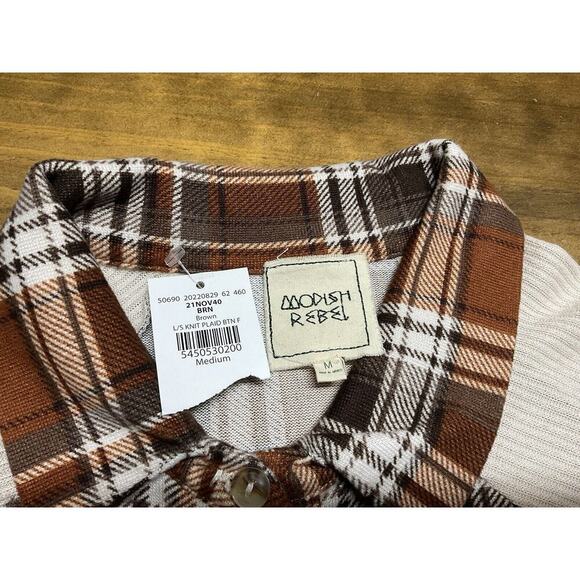 50690 20220829 62 460
21NOV40
BRN
Brown
L/S KNIT PLAID BTN F
5450530200
Medium
MODISH
REBEL
M